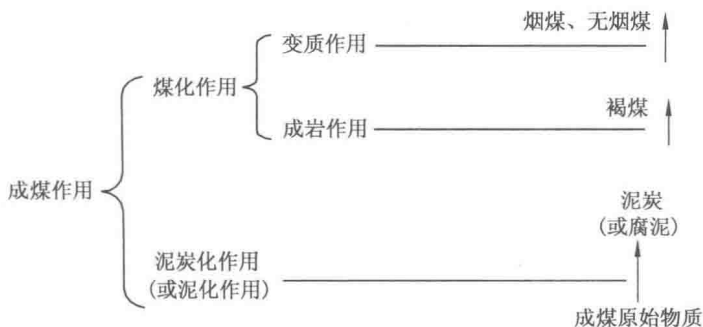 烟煤、无烟煤
变质作用
煤化作用
褐煤
成岩作用
成煤作用
泥炭
(或腐泥)
泥炭化作用
(或泥化作用)
成煤原始物质